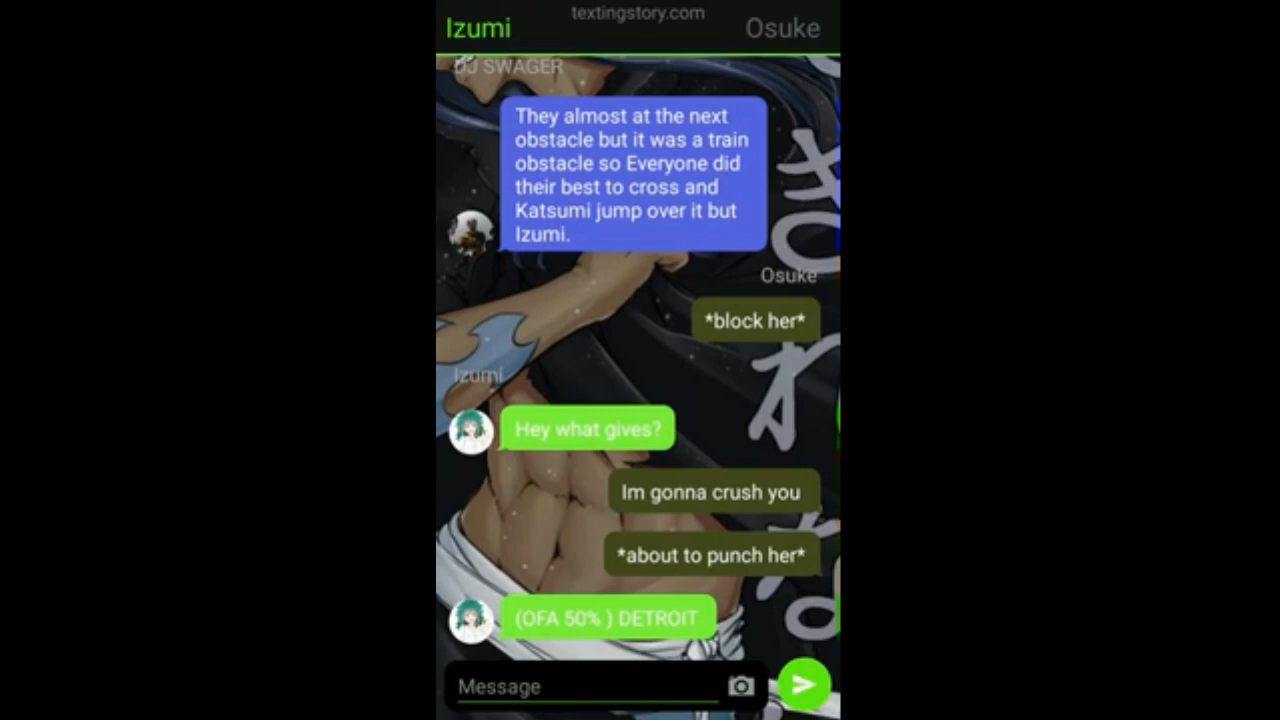 textingstory.com
Izumi
Osuke
DJ SWAGER
They almost at the next
obstacle but it was a train
obstacle so Everyone did
their best to cross and
Katsumi jump over it but
Izumi.
Osuke
*block her*
Izumi
Hey what gives?
Im gonna crush you
*about to punch her*
(OFA 50% ) DETROIT
Message